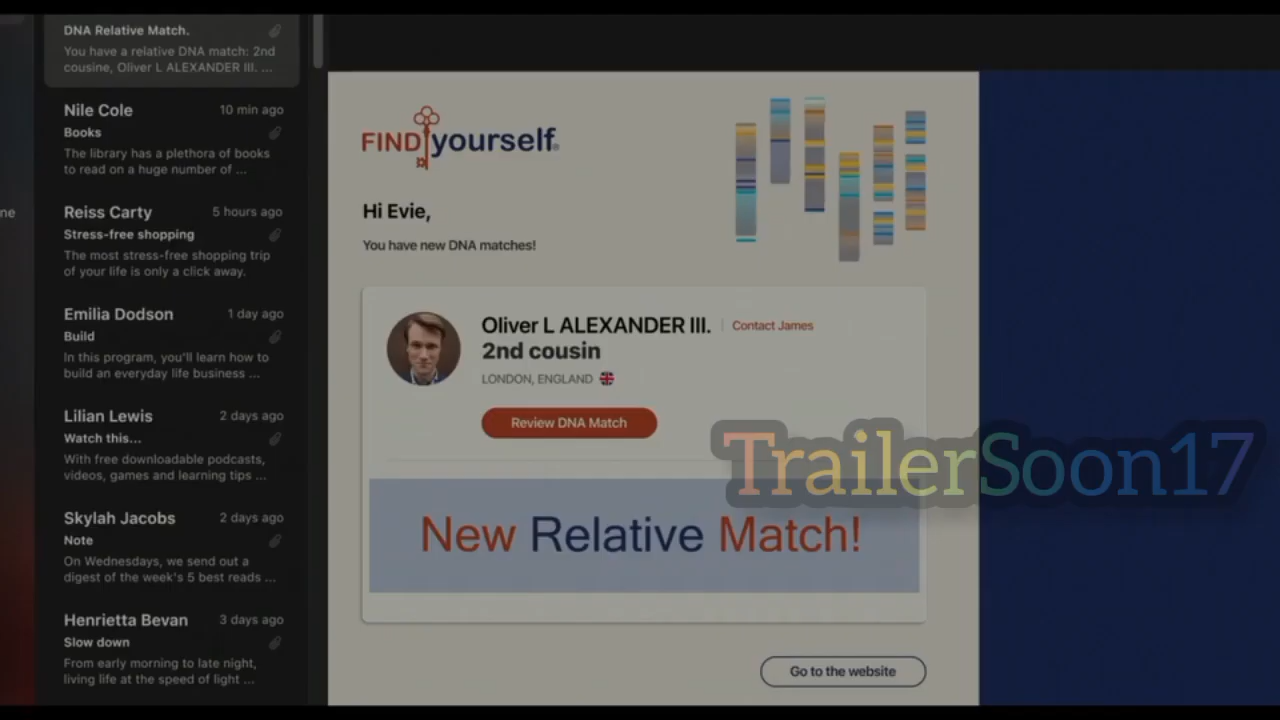 DNA Relative Match.
You have a relative DNA match: 2nd
cousine, Oliver L ALEXANDER III. ...
Nile Cole 10 min ago
Books
The library has a plethora of books
to read on a huge number of ...
ne
Reiss Carty 5 hours ago
Stress-free shopping
The most stress-free shopping trip
of your life is only a click away.
Emilia Dodson 1 day ago
Build
In this program, you'll learn how to
build an everyday life business ...
Lilian Lewis 2 days ago
Watch this...
With free downloadable podcasts,
videos, games and learning tips ...
Skylah Jacobs 2 days ago
Note
On Wednesdays, we send out a
digest of the week's 5 best reads ...
Henrietta Bevan 3 days ago
Slow down
From early morning to late night,
living life at the speed of light ...
FIND yourself®
Hi Evie,
You have new DNA matches!
Oliver L ALEXANDER III. | Contact James
2nd cousin
LONDON, ENGLAND
Review DNA Match
TrailerSoon17
New Relative Match!
Go to the website